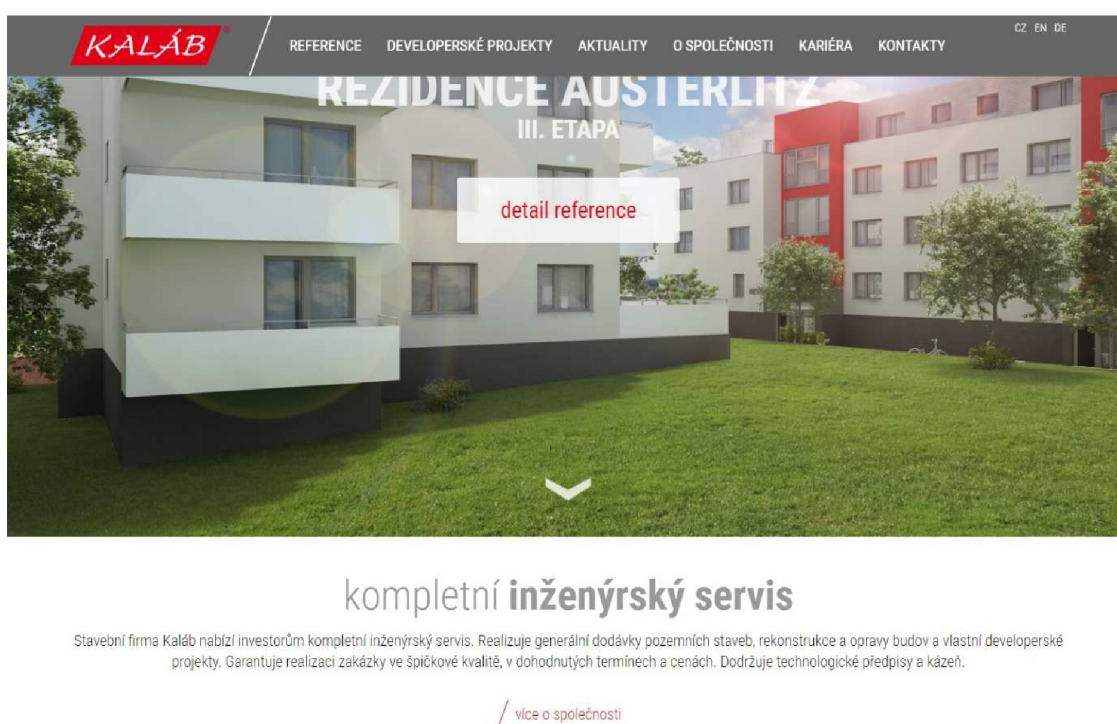 KALÁB®
REFERENCE DEVELOPERSKÉ PROJEKTY AKTUALITY O SPOLEČNOSTI KARIÉRA KONTAKTY
CZ EN DE
REZIDENCE AUSTERLITZ
III. ETAPA
detail reference
kompletní inženýrský servis
Stavební firma Kaláb nabízí investorům kompletní inženýrský servis. Realizuje generální dodávky pozemních staveb, rekonstrukce a opravy budov a vlastní developerské
projekty. Garantuje realizaci zakázky ve špičkové kvalitě, v dohodnutých termínech a cenách. Dodržuje technologické předpisy a kázeň.
/ více o společnosti